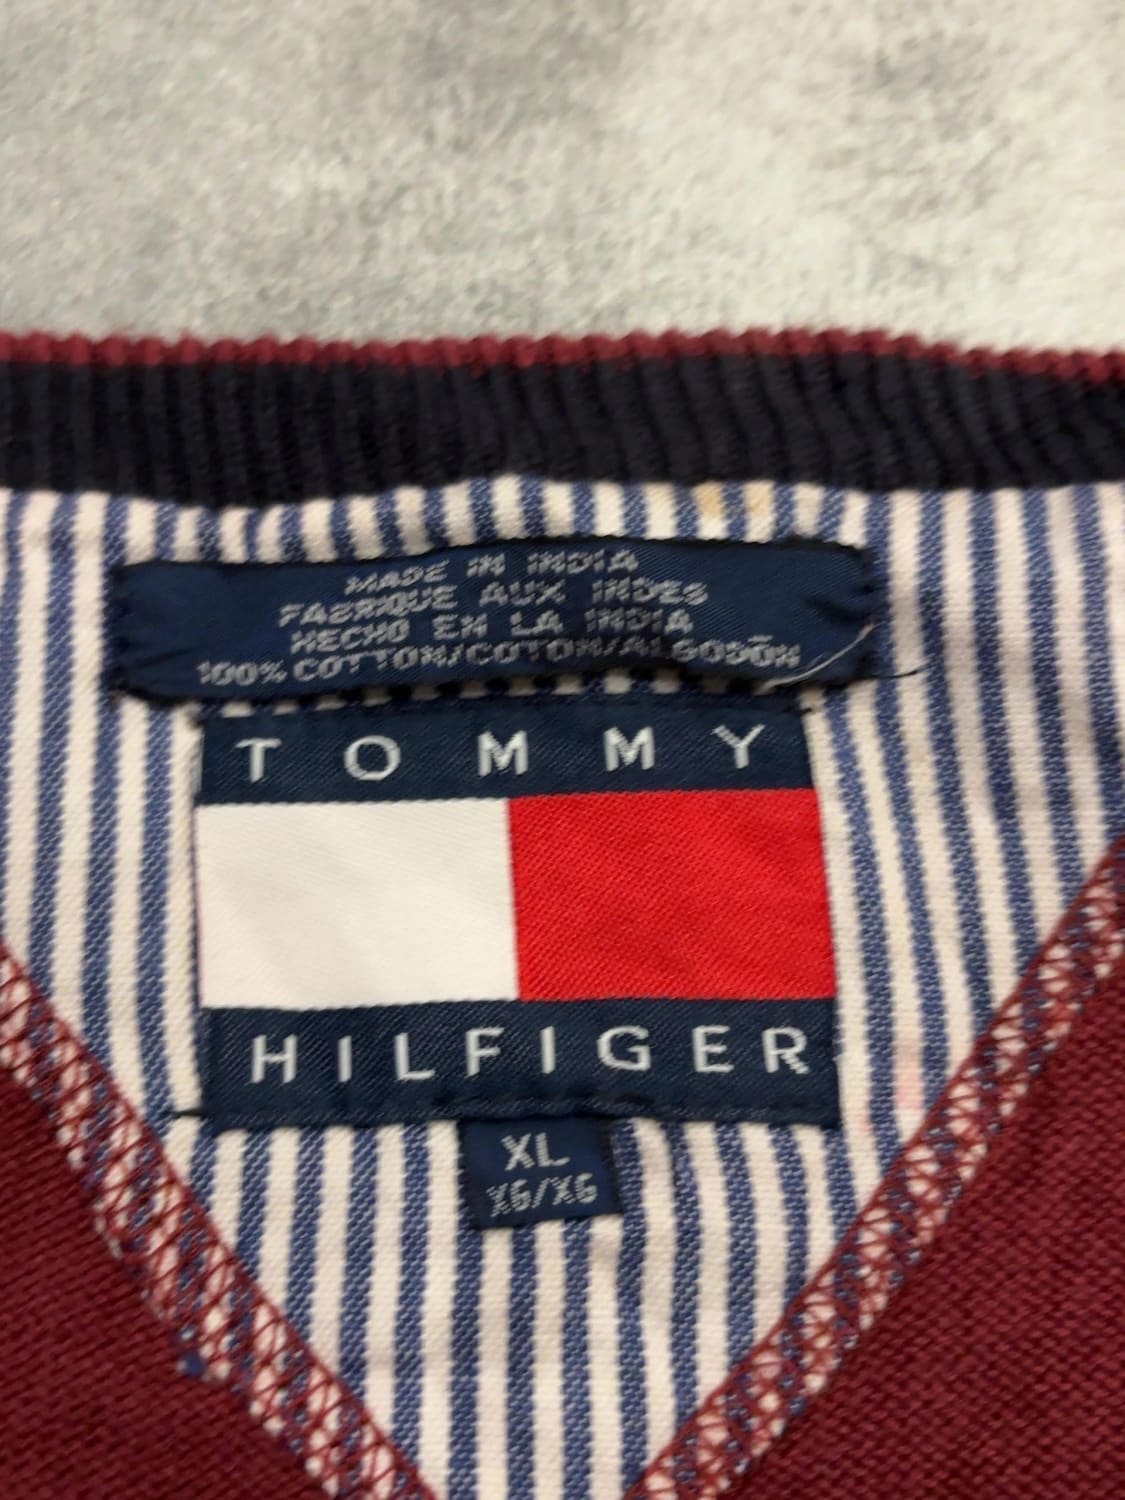 MADE IN INDIA
FABRIQUE AUX INDES
HECHO EN LA INDIA
100% COTTON/COTON/ALGODÓN
TOMMY
HILFIGER
XL
XG/XG